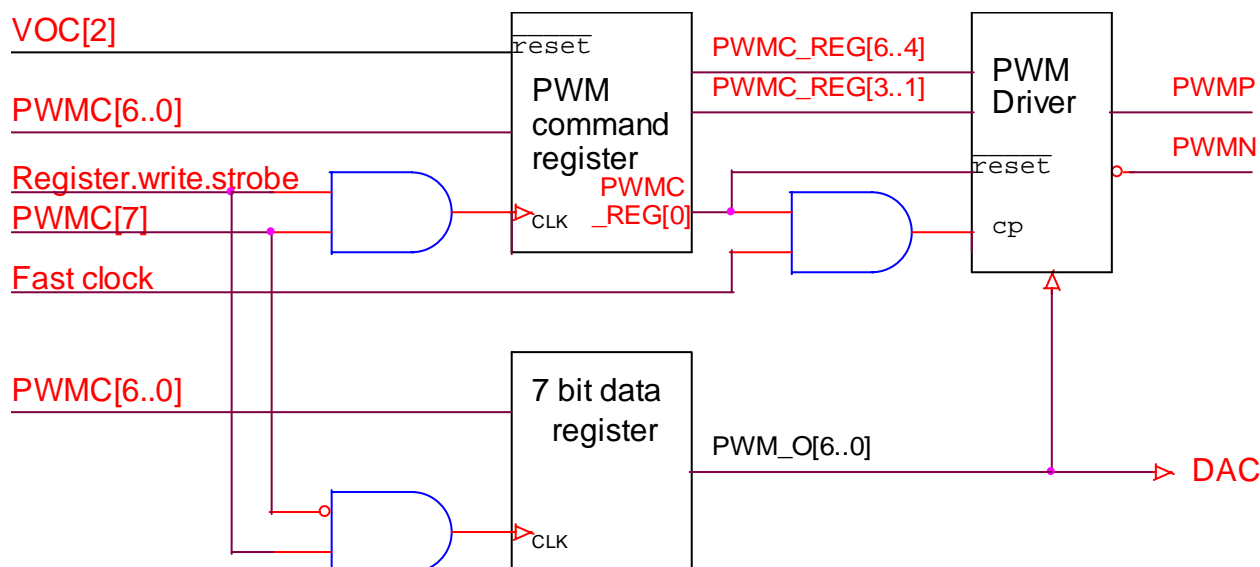 VOC[2]
reset
PWMC_REG[6..4]
PWM
Driver
PWMC[6..0]
PWM
command
register
PWMC_REG[3..1]
PWMP
PWMN
Register.write.strobe
PWMC
_REG[0]
reset
PWMC[7]
CLK
cp
Fast clock
PWMC[6..0]
7 bit data
register
PWM_O[6..0]
DAC
CLK